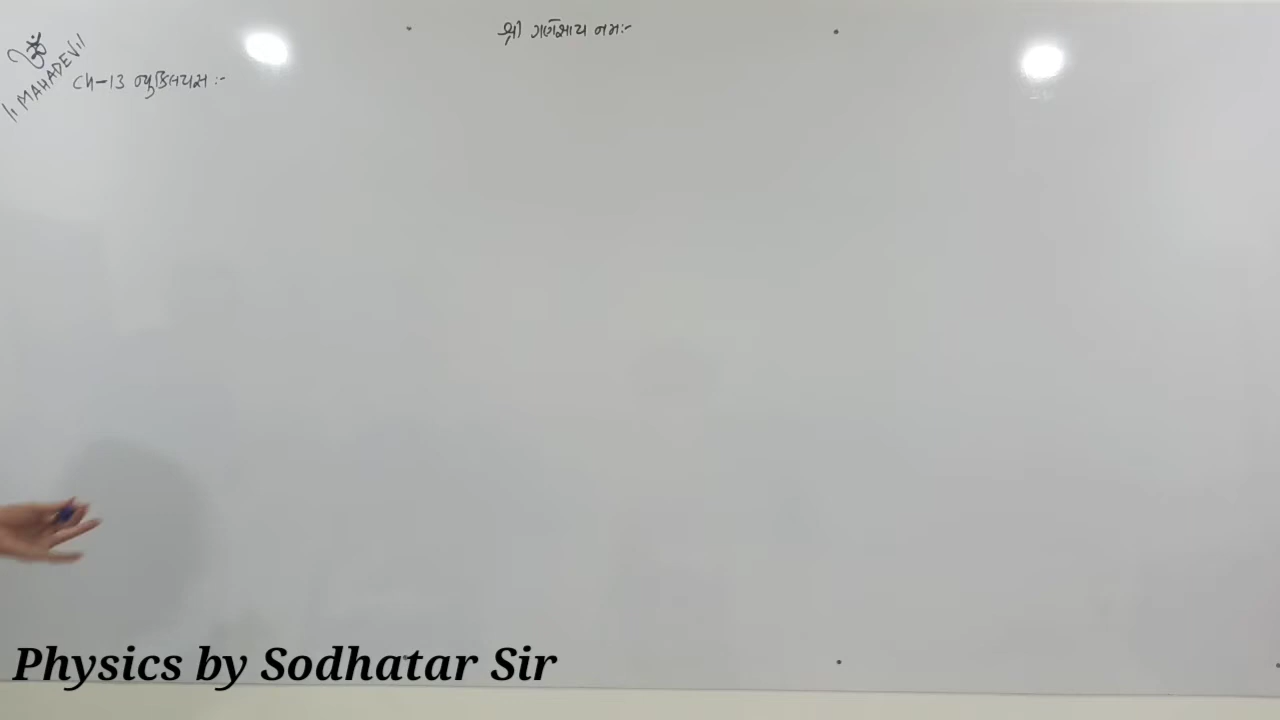 શ્રી ગણેશાય નમઃ-
ૐ
|| MAHADEV ||
Ch-13 ન્યુક્લિયસ :-
Physics by Sodhatar Sir